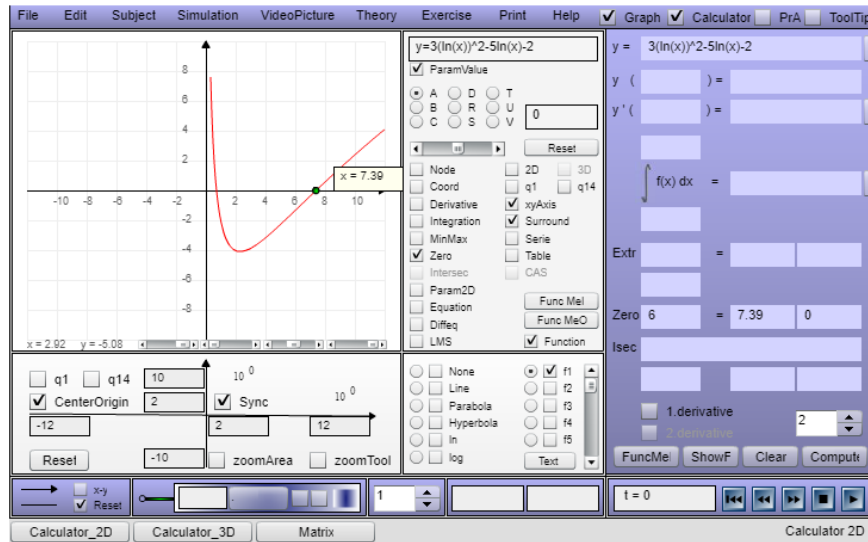 File Edit Subject Simulation VideoPicture Theory Exercise Print Help Graph Calculator PrA ToolTip
8
6
4
2
-10 -8 -6 -4 -2 2 4 6 8 10
-2
-4
-6
-8
x = 7.39
x = 2.92 y = -5.08
y=3(ln(x))^2-5ln(x)-2
ParamValue
A D T
B R U
C S V
0
Reset
Node 2D 3D
Coord q1 q14
Derivative xyAxis
Integration Surround
MinMax Serie
Zero Table
Intersec CAS
Param2D
Equation Func Mel
Diffeq Func MeO
LMS Function
y = 3(ln(x))^2-5ln(x)-2
y ( ) =
y ' ( ) =
f(x) dx =
Extr =
Zero 6 = 7.39 0
Isec
1.derivative
2.derivative
2
FuncMel ShowF Clear Compute
q1 q14 10 10 0
CenterOrigin 2 Sync 10 0
-12 2 12
Reset -10 zoomArea zoomTool
None f1
Line f2
Parabola f3
Hyperbola f4
ln f5
log Text
x-y
Reset
1
t = 0
Calculator_2D Calculator_3D Matrix Calculator 2D